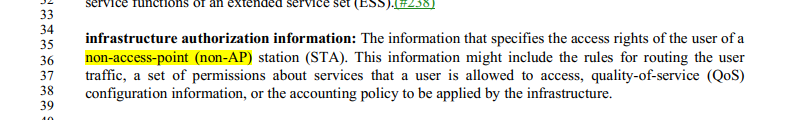 service functions of an extended service set (ESS).(#238)
33
34
35 infrastructure authorization information: The information that specifies the access rights of the user of a
36 non-access-point (non-AP) station (STA). This information might include the rules for routing the user
37 traffic, a set of permissions about services that a user is allowed to access, quality-of-service (QoS)
38 configuration information, or the accounting policy to be applied by the infrastructure.
39